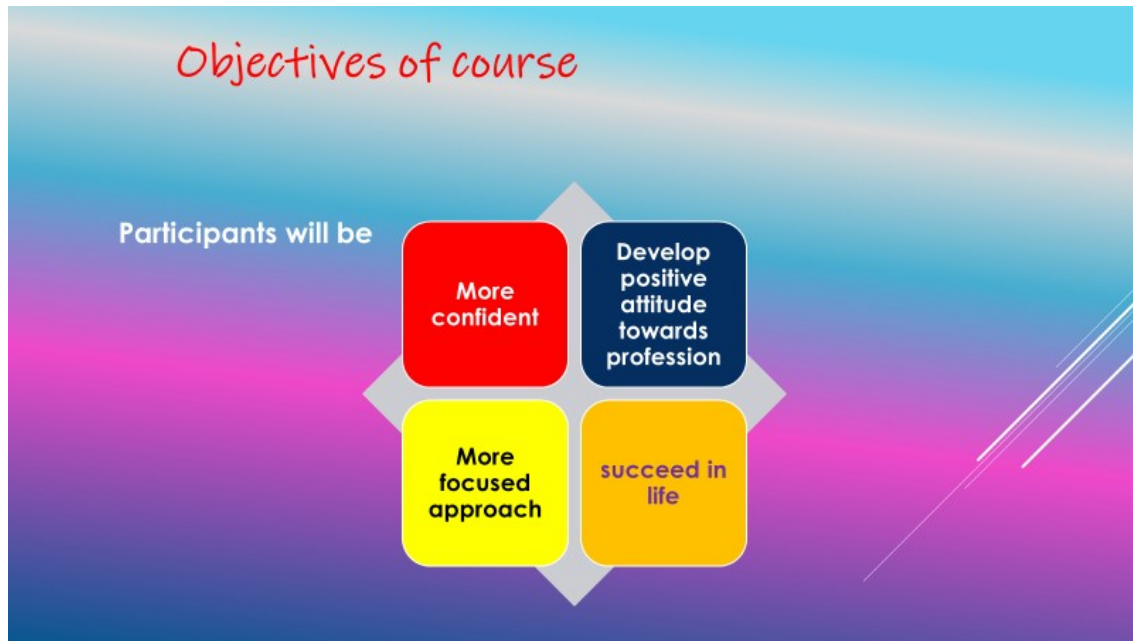 Objectives of course
Participants will be
More
confident
Develop
positive
attitude
towards
profession
More
focused
approach
succeed in
life